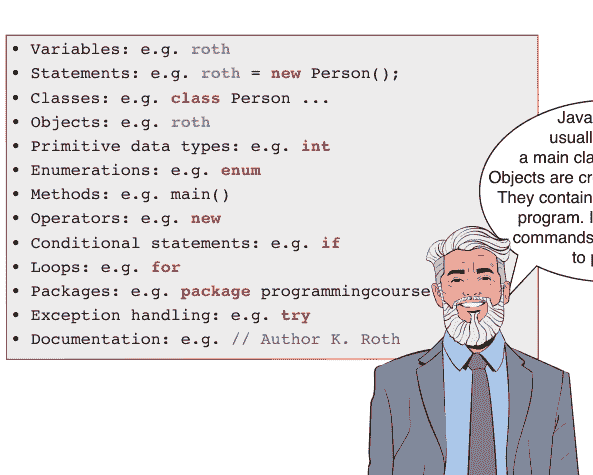 • Variables: e.g. roth
• Statements: e.g. roth = new Person();
• Classes: e.g. class Person ...
• Objects: e.g. roth
• Primitive data types: e.g. int
• Enumerations: e.g. enum
• Methods: e.g. main()
• Operators: e.g. new
• Conditional statements: e.g. if
• Loops: e.g. for
• Packages: e.g. package programmingcourse
• Exception handling: e.g. try
• Documentation: e.g. // Author K. Roth
Java
usually
a main
Objects are
They contain
program.
commands
to